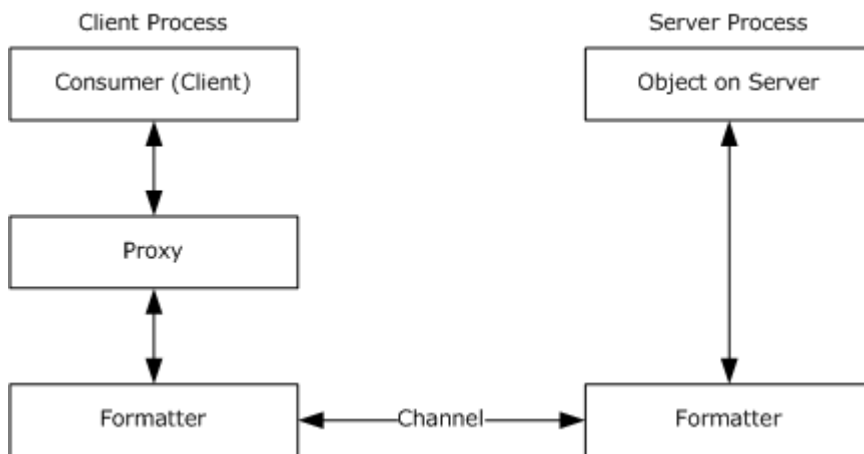 Client Process
Server Process
Consumer (Client)
Object on Server
Proxy
Formatter
Channel
Formatter